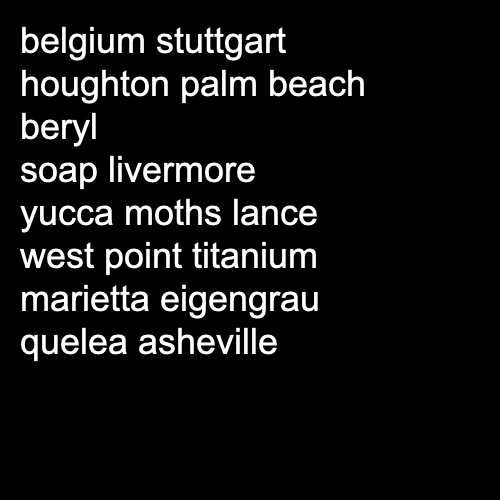 belgium stuttgart
houghton palm beach
beryl
soap livermore
yucca moths lance
west point titanium
marietta eigengrau
quelea asheville